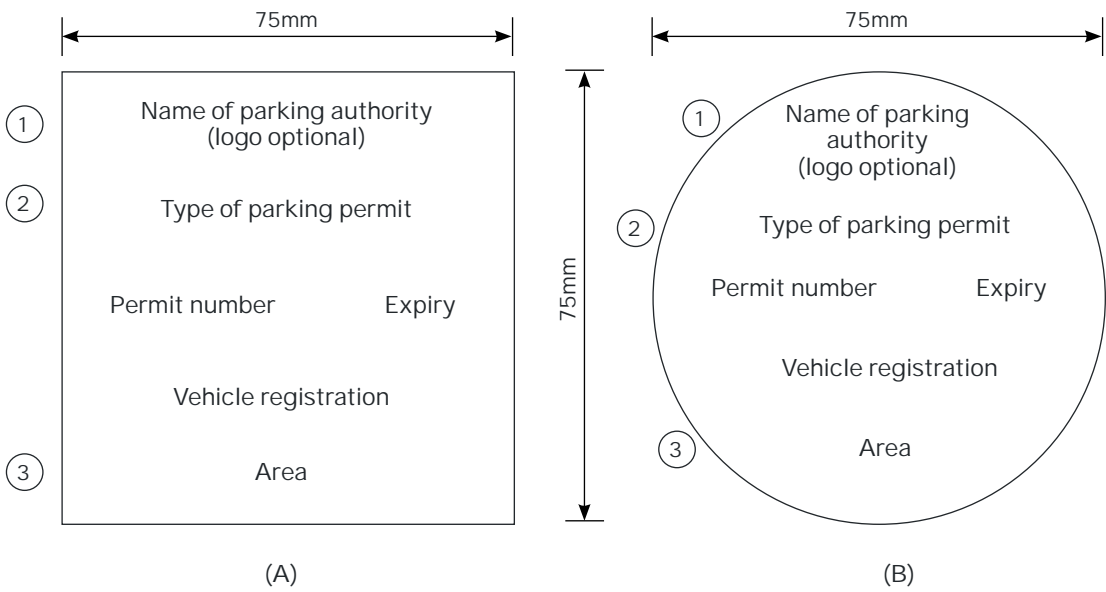 75mm
75mm
1
Name of parking authority
(logo optional)
2
Type of parking permit
Permit number Expiry
Vehicle registration
3
Area
(A)
75mm
1
Name of parking
authority
(logo optional)
2
Type of parking permit
Permit number Expiry
Vehicle registration
3
Area
(B)